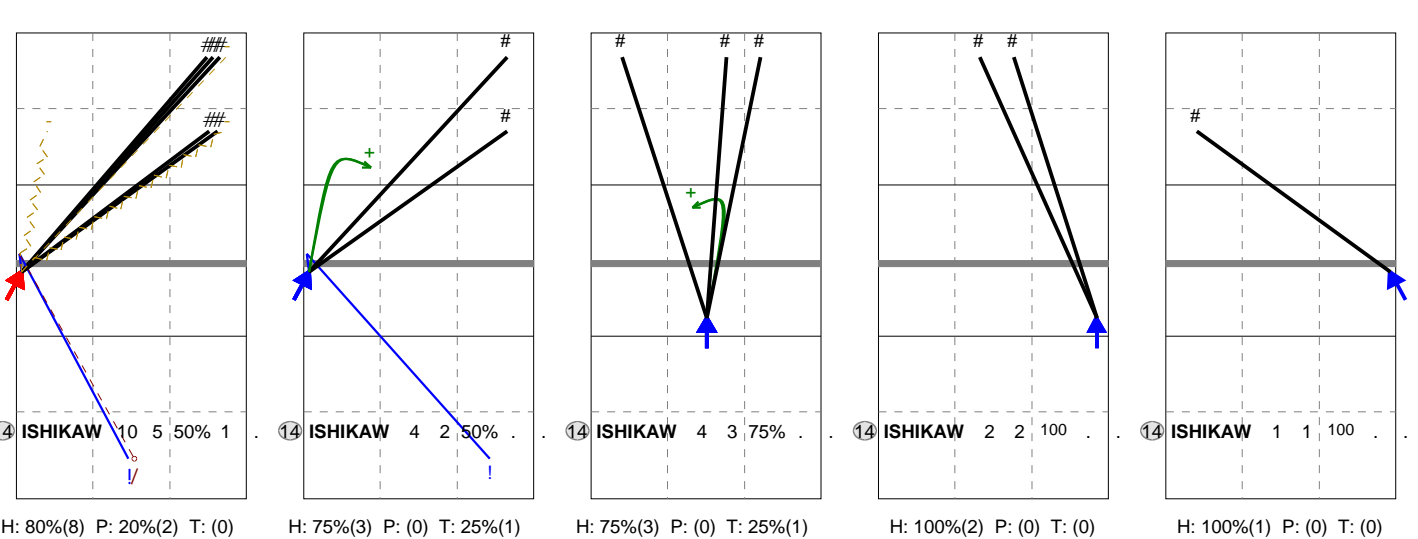 ### # # # # # # #
## # #
+ +
14 ISHIKAW 10 5 50% 1 . 14 ISHIKAW 4 2 50% . . 14 ISHIKAW 4 3 75% . . 14 ISHIKAW 2 2 100 . . 14 ISHIKAW 1 1 100 . .
! / !
H: 80%(8) P: 20%(2) T: (0) H: 75%(3) P: (0) T: 25%(1) H: 75%(3) P: (0) T: 25%(1) H: 100%(2) P: (0) T: (0) H: 100%(1) P: (0) T: (0)